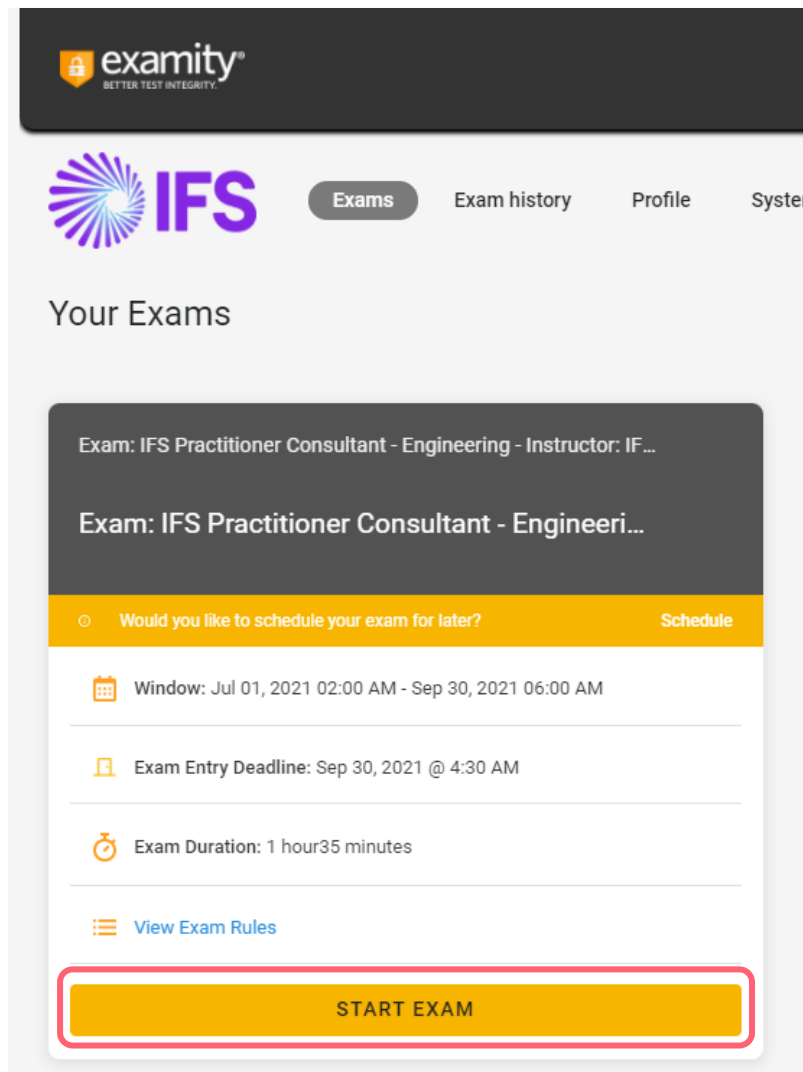 examity®
BETTER TEST INTEGRITY.
IFS
Exams Exam history Profile Syste
Your Exams
Exam: IFS Practitioner Consultant - Engineering - Instructor: IF...
Exam: IFS Practitioner Consultant - Engineeri...
Would you like to schedule your exam for later? Schedule
Window: Jul 01, 2021 02:00 AM - Sep 30, 2021 06:00 AM
Exam Entry Deadline: Sep 30, 2021 @ 4:30 AM
Exam Duration: 1 hour35 minutes
View Exam Rules
START EXAM